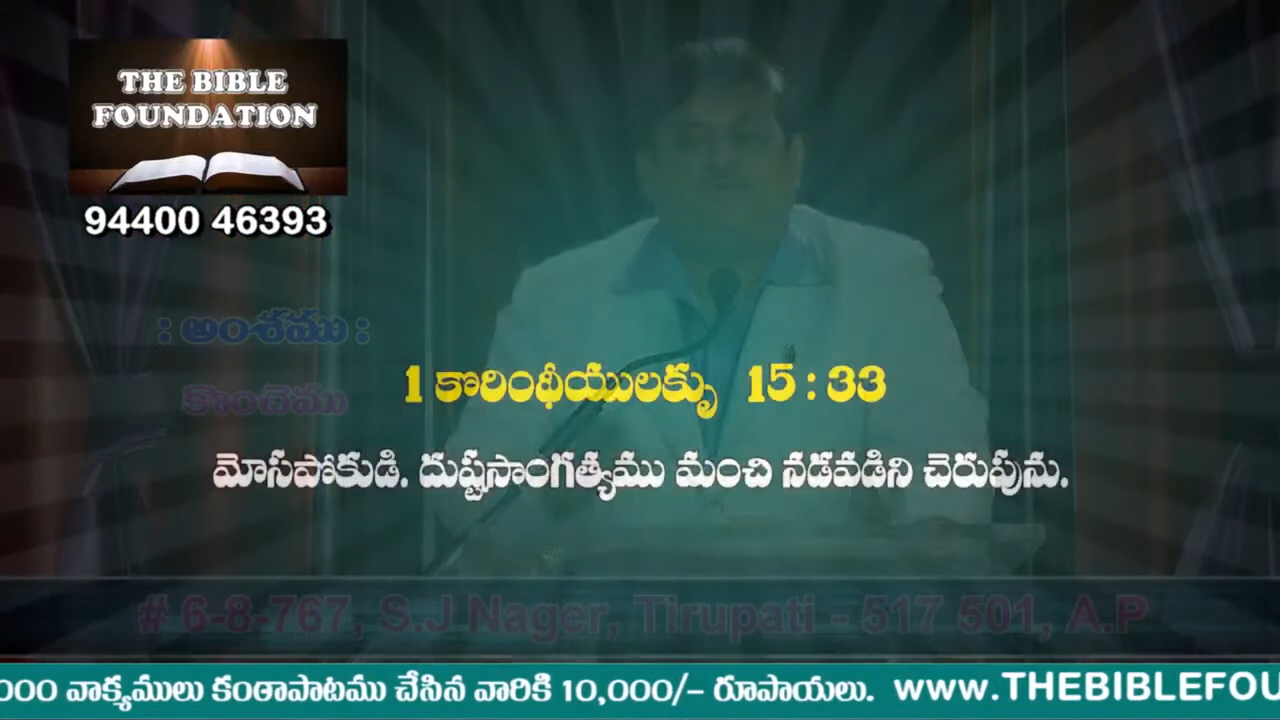 THE BIBLE
FOUNDATION
94400 46393
: అంశము :
కొంచెము
1 కొరింథీయులకు 15 : 33
మోసపోకుడి. దుష్టసాంగత్యము మంచి నడవడిని చెరుపును.
# 6-8-767, S.J Nager, Tirupati - 517 501, A.P
000 వాక్యములు కంఠాపాటము చేసిన వారికి 10,000/- రూపాయలు. www.THEBIBLEFOU